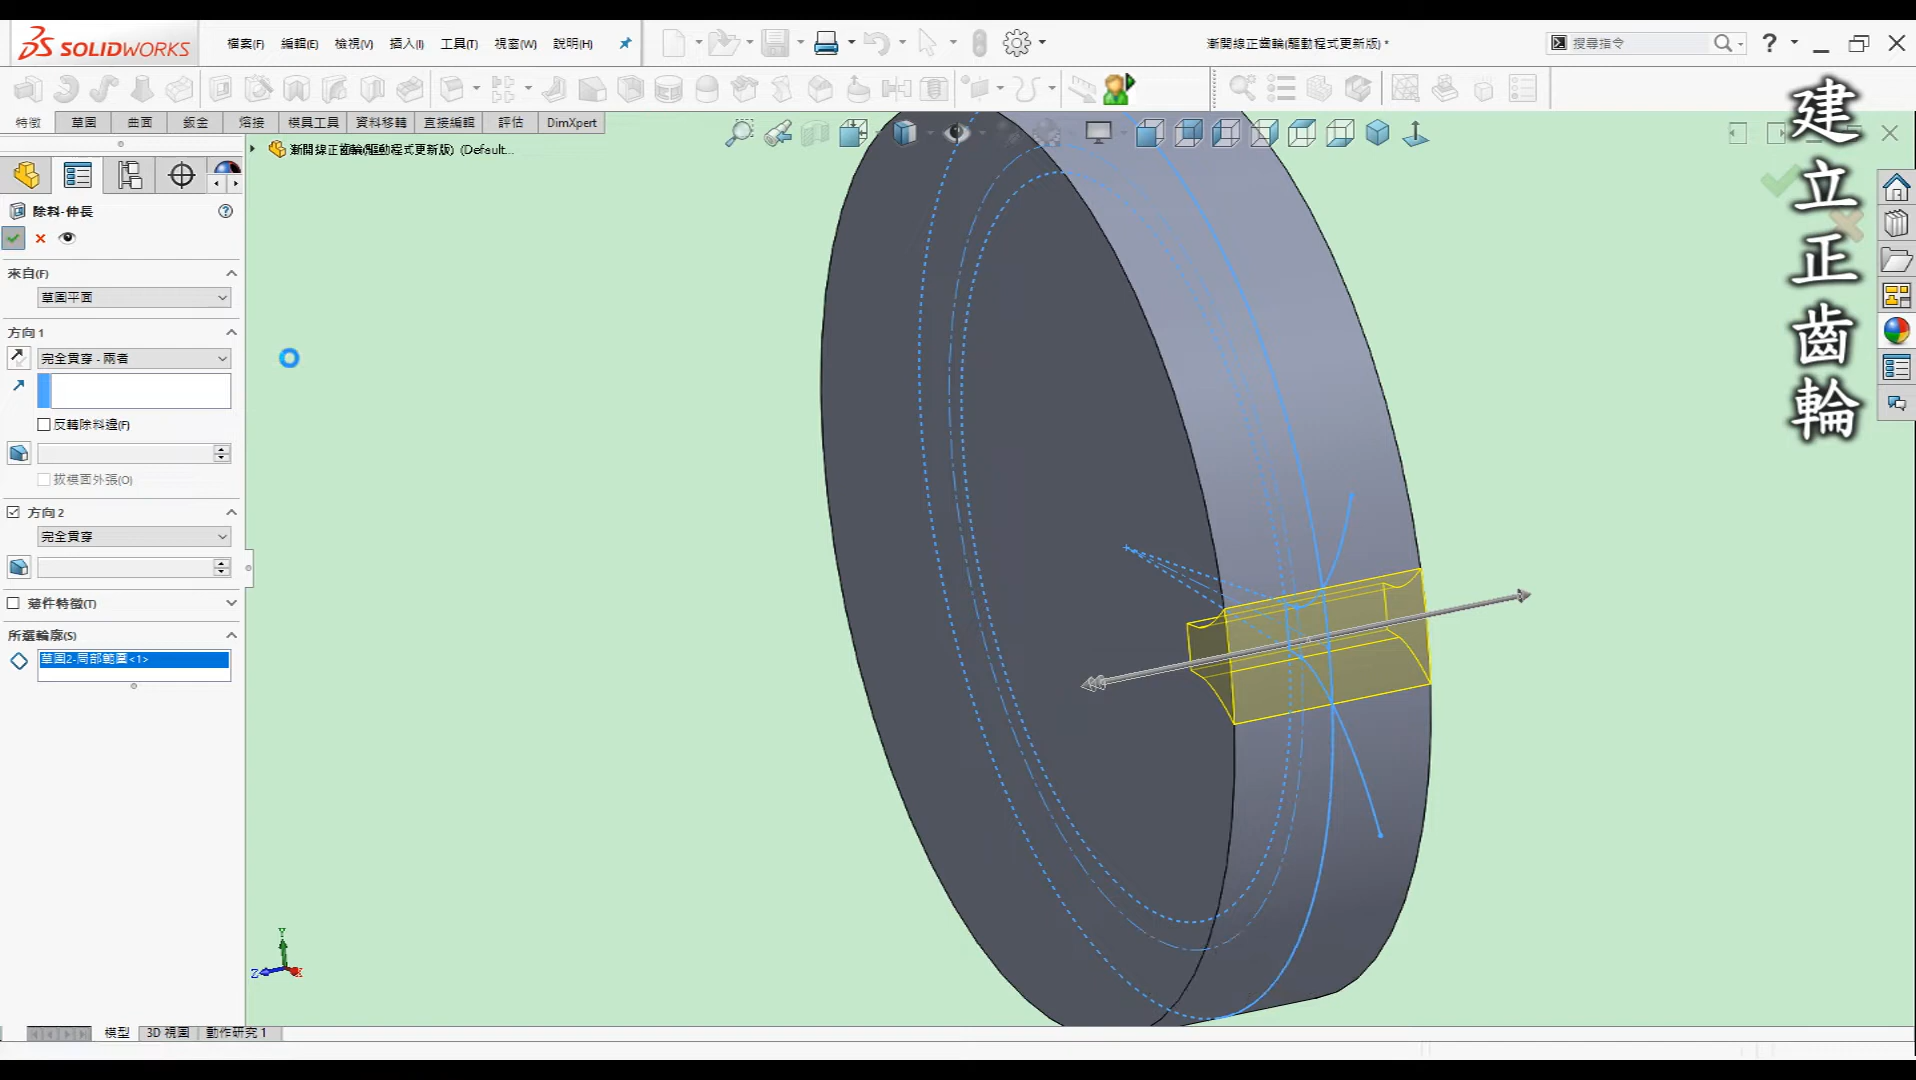 SOLIDWORKS
檔案(F) 編輯(E) 檢視(V) 插入(I) 工具(T) 視窗(W) 說明(H)
漸開線正齒輪(驅動程式更新版) *
搜尋指令
特徵 草圖 曲面 鈑金 熔接 模具工具 資料移轉 直接編輯 評估 DimXpert
漸開線正齒輪(驅動程式更新版) (Default...
除料-伸長
來自(F)
草圖平面
方向1
完全貫穿 - 兩者
反轉除料邊(F)
拔模面外張(O)
方向2
完全貫穿
薄件特徵(T)
所選輪廓(S)
草圖2-局部範圍<1>
Y
Z
X
模型 3D 視圖 動作研究 1
建立正齒輪